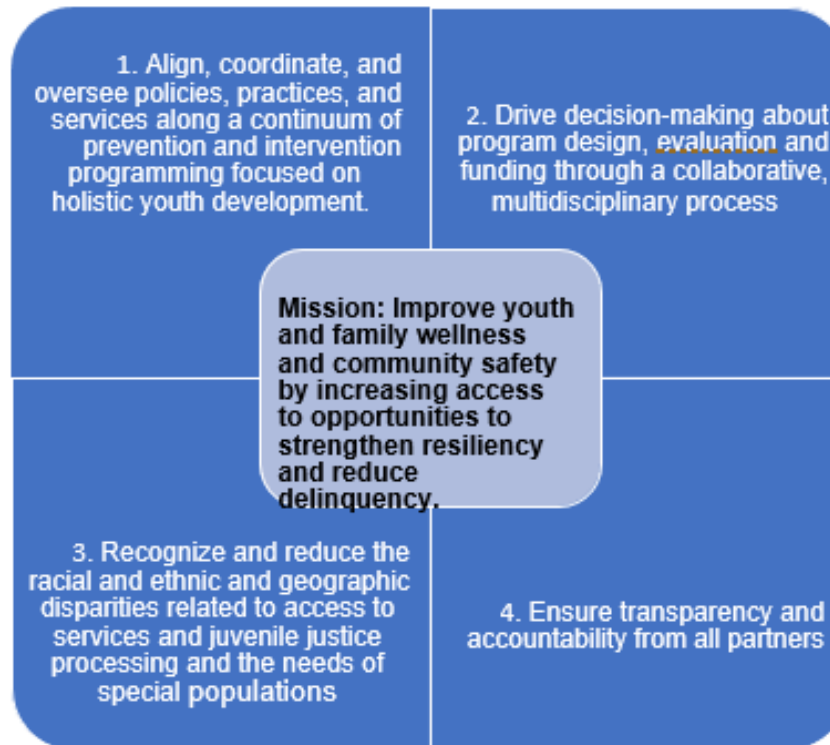 1. Align, coordinate, and
oversee policies, practices, and
services along a continuum of
prevention and intervention
programming focused on
holistic youth development.
2. Drive decision-making about
program design, evaluation and
funding through a collaborative,
multidisciplinary process
Mission: Improve youth
and family wellness
and community safety
by increasing access
to opportunities to
strengthen resiliency
and reduce
delinquency.
3. Recognize and reduce the
racial and ethnic and geographic
disparities related to access to
services and juvenile justice
processing and the needs of
special populations
4. Ensure transparency and
accountability from all partners